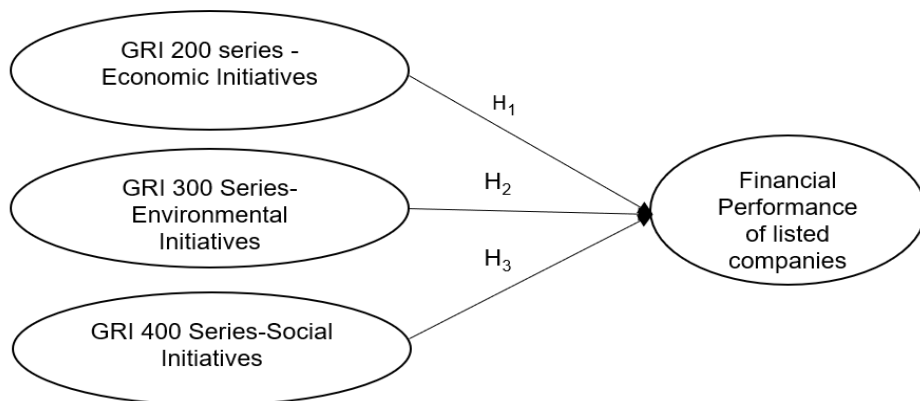 GRI 200 series -
Economic Initiatives
H₁
GRI 300 Series-
Environmental
Initiatives
H₂
GRI 400 Series-Social
Initiatives
H₃
Financial
Performance
of listed
companies